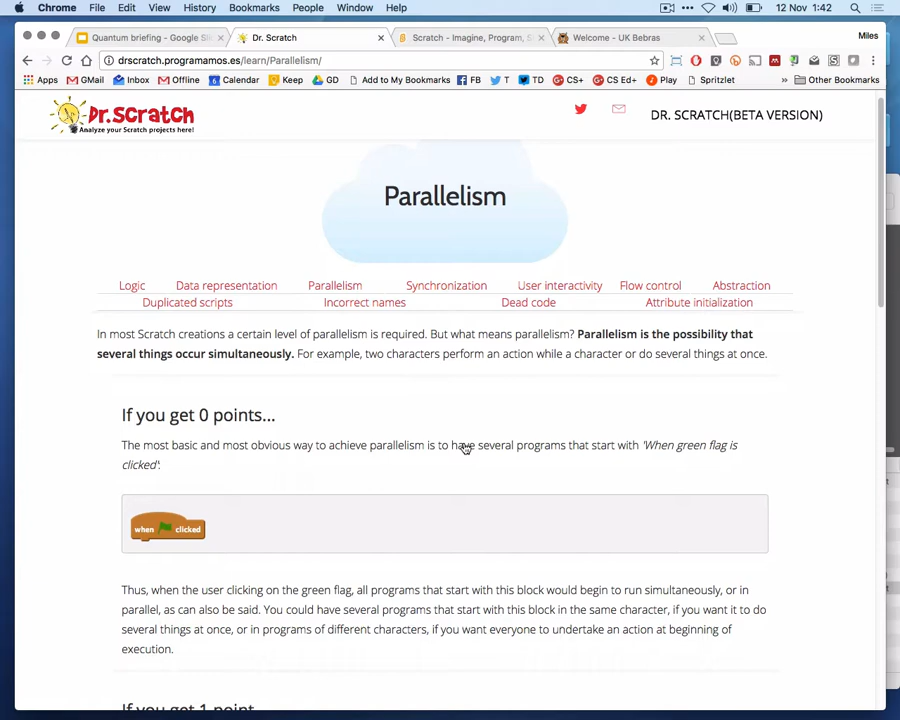 Chrome File Edit View History Bookmarks People Window Help 12 Nov 1:42
Quantum briefing - Google Sli Dr. Scratch Scratch - Imagine, Program, S Welcome - UK Bebras Miles
drscratch.programamos.es/learn/Parallelism/
Apps GMail Inbox Offline Calendar Keep GD Add to My Bookmarks FB T TD CS+ CS Ed+ Play Spritzlet » Other Bookmarks
Dr.Scratch
Analyze your Scratch projects here!
DR. SCRATCH(BETA VERSION)
Parallelism
Logic Data representation Parallelism Synchronization User interactivity Flow control Abstraction
Duplicated scripts Incorrect names Dead code Attribute initialization
In most Scratch creations a certain level of parallelism is required. But what means parallelism? Parallelism is the possibility that
several things occur simultaneously. For example, two characters perform an action while a character or do several things at once.
If you get 0 points...
The most basic and most obvious way to achieve parallelism is to have several programs that start with 'When green flag is
clicked':
when clicked
Thus, when the user clicking on the green flag, all programs that start with this block would begin to run simultaneously, or in
parallel, as can also be said. You could have several programs that start with this block in the same character, if you want it to do
several things at once, or in programs of different characters, if you want everyone to undertake an action at beginning of
execution.
If you get 1 point